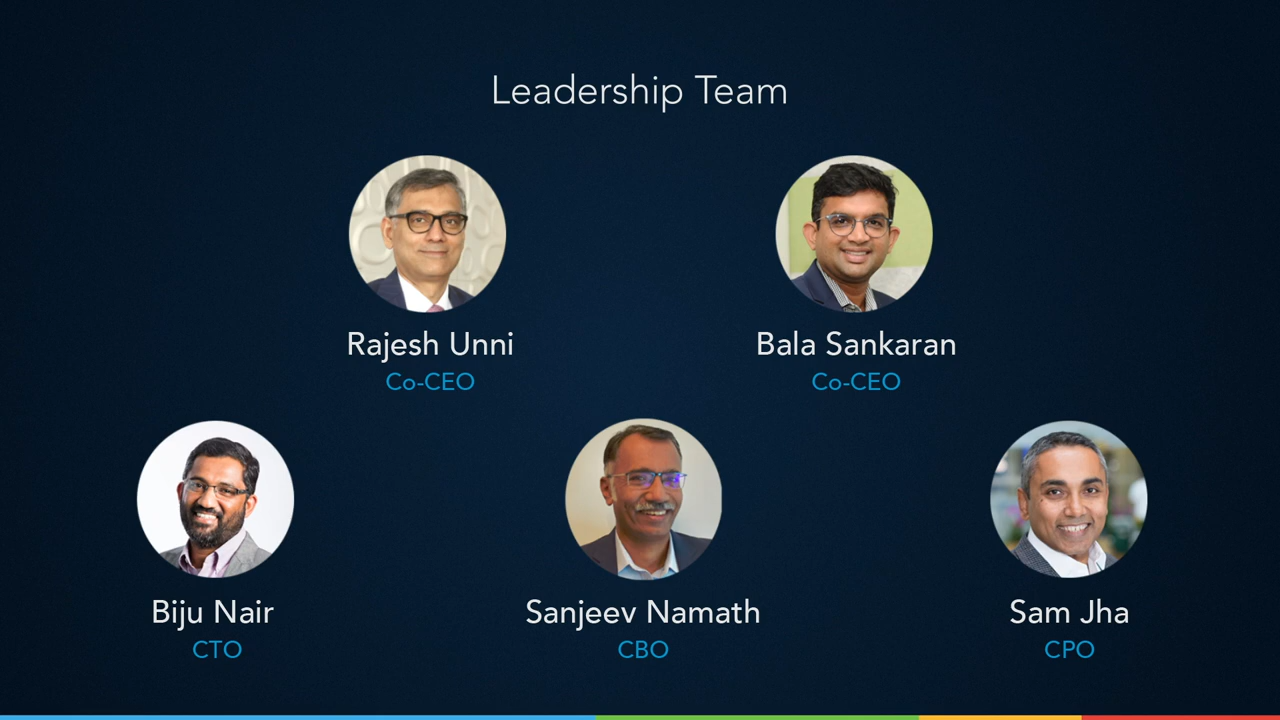 Leadership Team
Rajesh Unni
Co-CEO
Bala Sankaran
Co-CEO
Biju Nair
CTO
Sanjeev Namath
CBO
Sam Jha
CPO